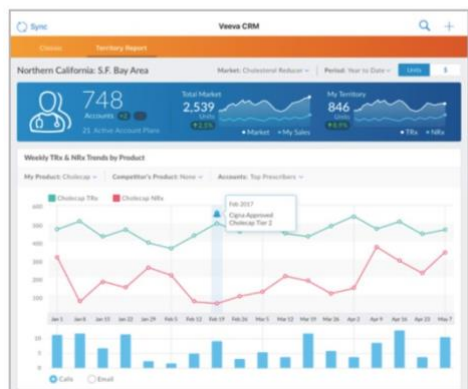 Sync Veeva CRM
Territory Report
Northern California: S.F. Bay Area Market: Cholesterol Reducer Period: Year to Date Units $
748
Accounts
21 Active Account Plans
Total Market
2,539
Units
Market My Sales
My Territory
846
Units
TRx NRx
Weekly TRx & NRx Trends by Product
My Product: Cholecap Competitor's Product: None Accounts: Top Prescribers
Cholecap TRx Cholecap NRx
Feb 2017
Cigna Approved
Cholecap Tier 2
600
500
400
300
200
100
Jan 1 Jan 8 Jan 15 Jan 22 Jan 29 Feb 5 Feb 12 Feb 19 Feb 26 Mar 5 Mar 12 Mar 19 Mar 26 Apr 2 Apr 9 Apr 16 Apr 23 May 7
10
5
0
Calls Email